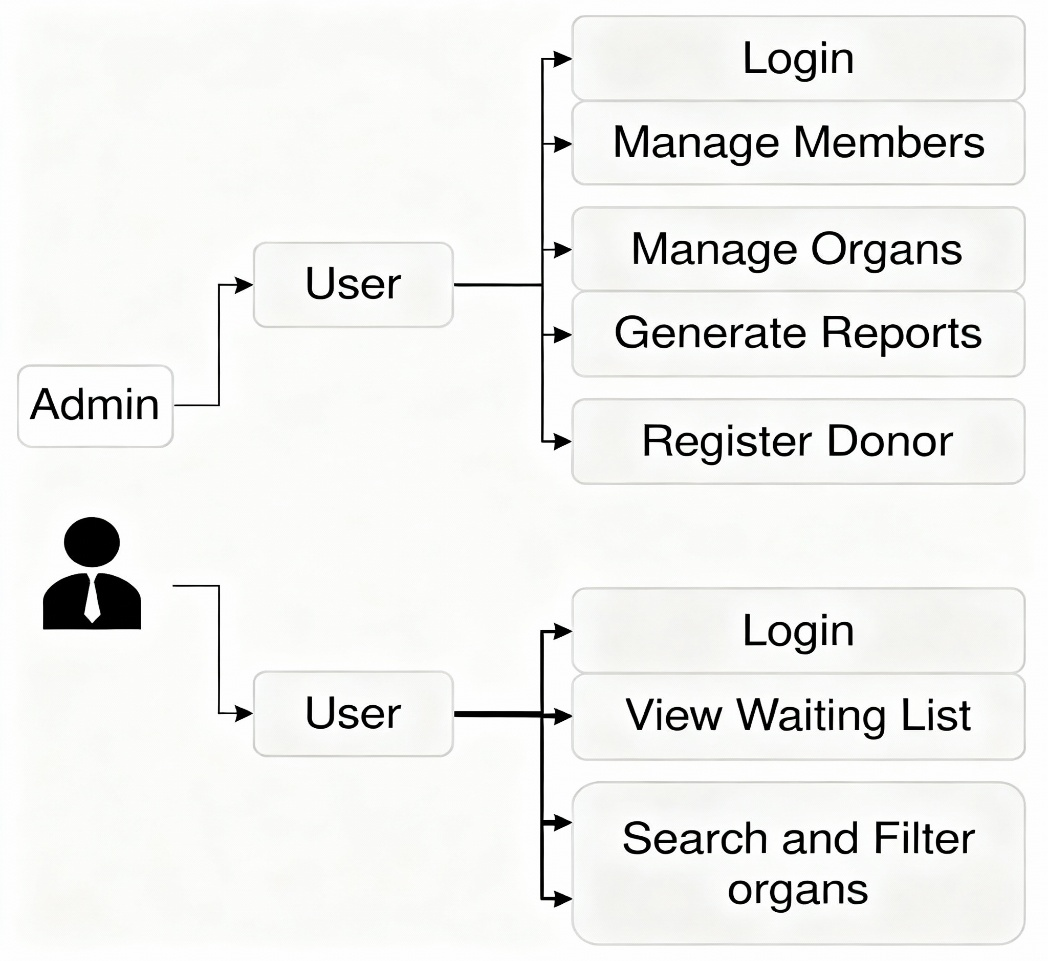 Login
Manage Members
Manage Organs
User
Generate Reports
Admin
Register Donor
Login
User
View Waiting List
Search and Filter
organs